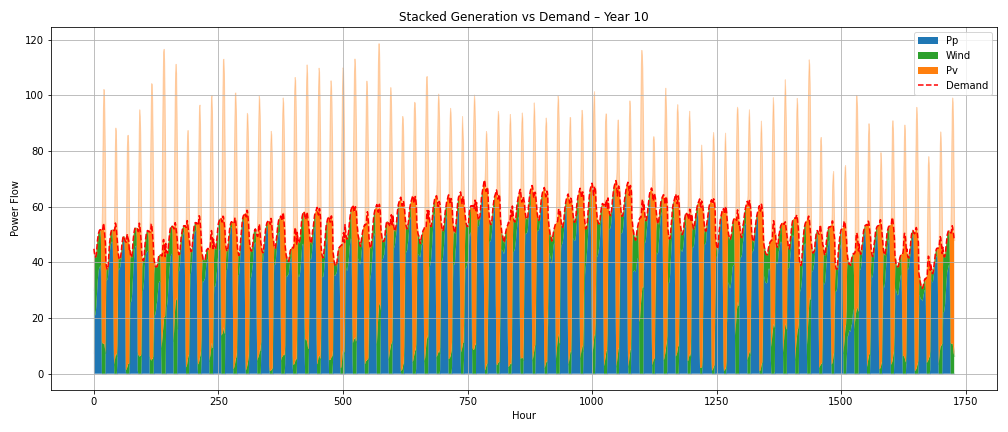 Stacked Generation vs Demand – Year 10
Pp
Wind
Pv
Demand
Power Flow
120
100
80
60
40
20
0
0 250 500 750 1000 1250 1500 1750
Hour